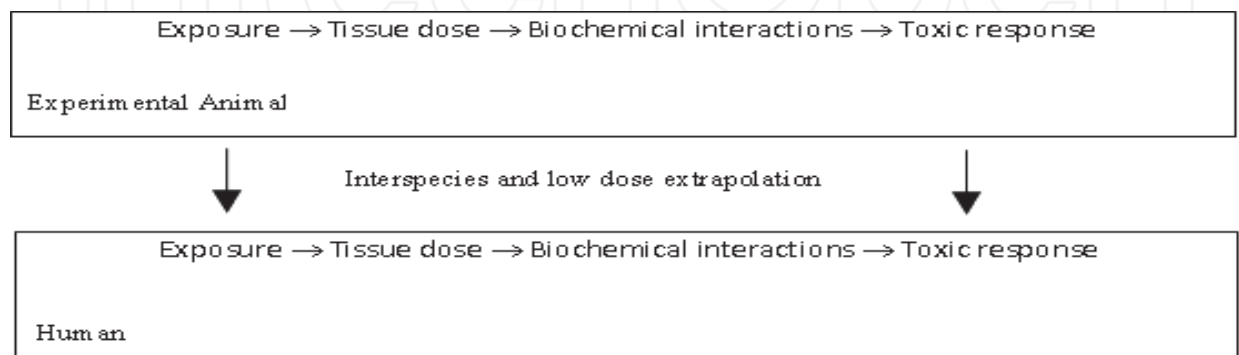 Exposure → Tissue dose → Biochemical interactions → Toxic response
Experimental Animal
Interspecies and low dose extrapolation
Exposure → Tissue dose → Biochemical interactions → Toxic response
Human